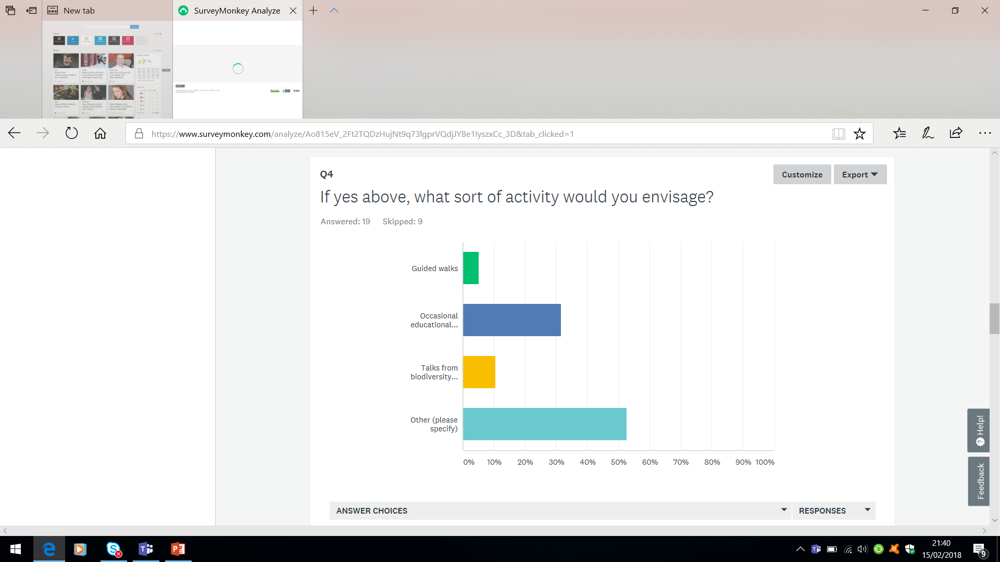 New tab
SurveyMonkey Analyze
https://www.surveymonkey.com/analyze/Ao815eV_2Ft2TQDzHujNt9q73lgprVQdjJYBe1IyszxCc_3D&tab_clicked=1
Q4
Customize
Export
If yes above, what sort of activity would you envisage?
Answered: 19 Skipped: 9
Guided walks
Occasional
educational...
Talks from
biodiversity...
Other (please
specify)
0% 10% 20% 30% 40% 50% 60% 70% 80% 90% 100%
Help!
Feedback
ANSWER CHOICES
RESPONSES
21:40
15/02/2018
9